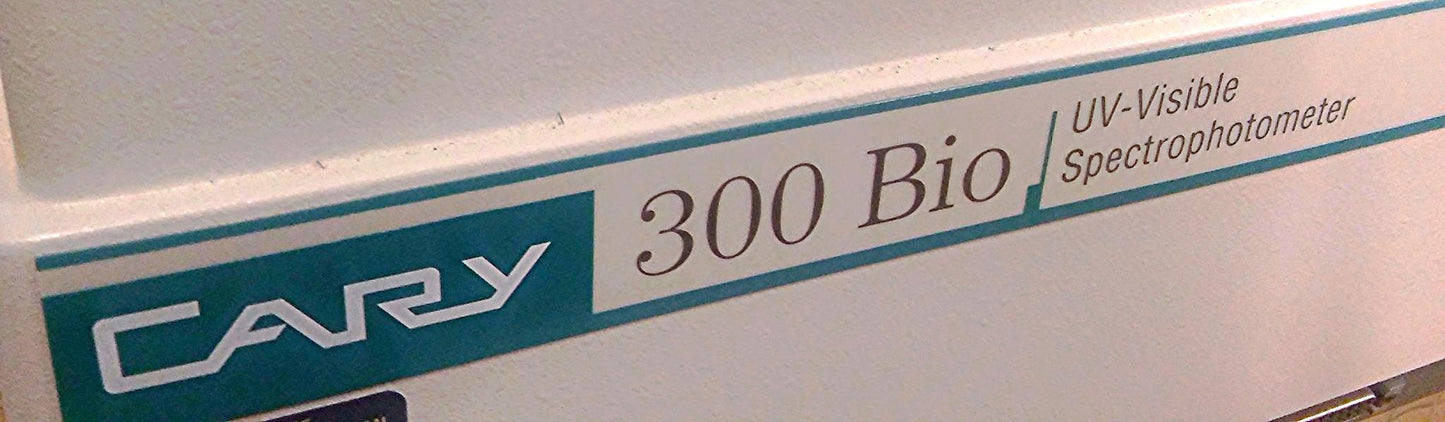 CARY 300 Bio
UV-Visible
Spectrophotometer